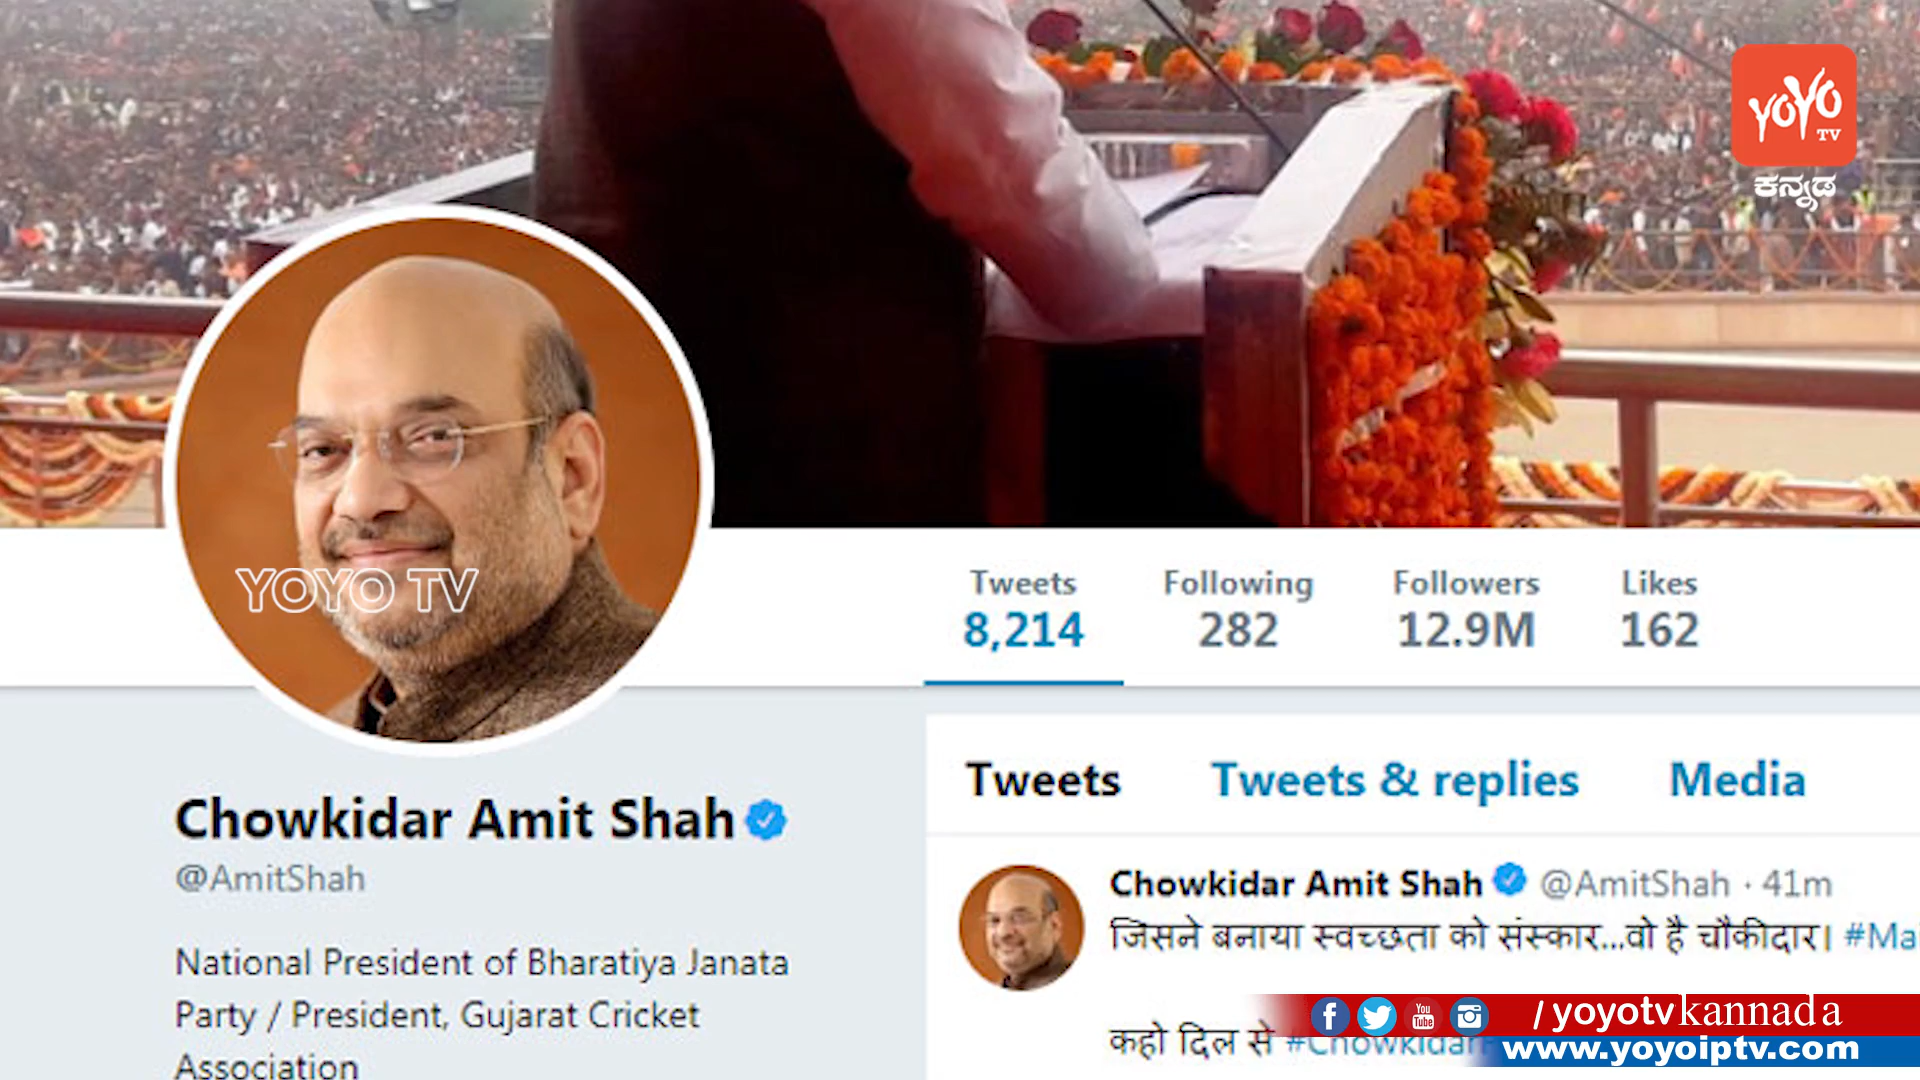 YOYO
TV
ಕನ್ನಡ
YOYO TV
Tweets Following Followers Likes
8,214 282 12.9M 162
Tweets Tweets & replies Media
Chowkidar Amit Shah
@AmitShah
National President of Bharatiya Janata
Party / President, Gujarat Cricket
Association
Chowkidar Amit Shah @AmitShah · 41m
जिसने बनाया स्वच्छता को संस्कार...वो है चौकीदार। #Mai
कहो दिल से
/yoyotvkannada
www.yoyoiptv.com